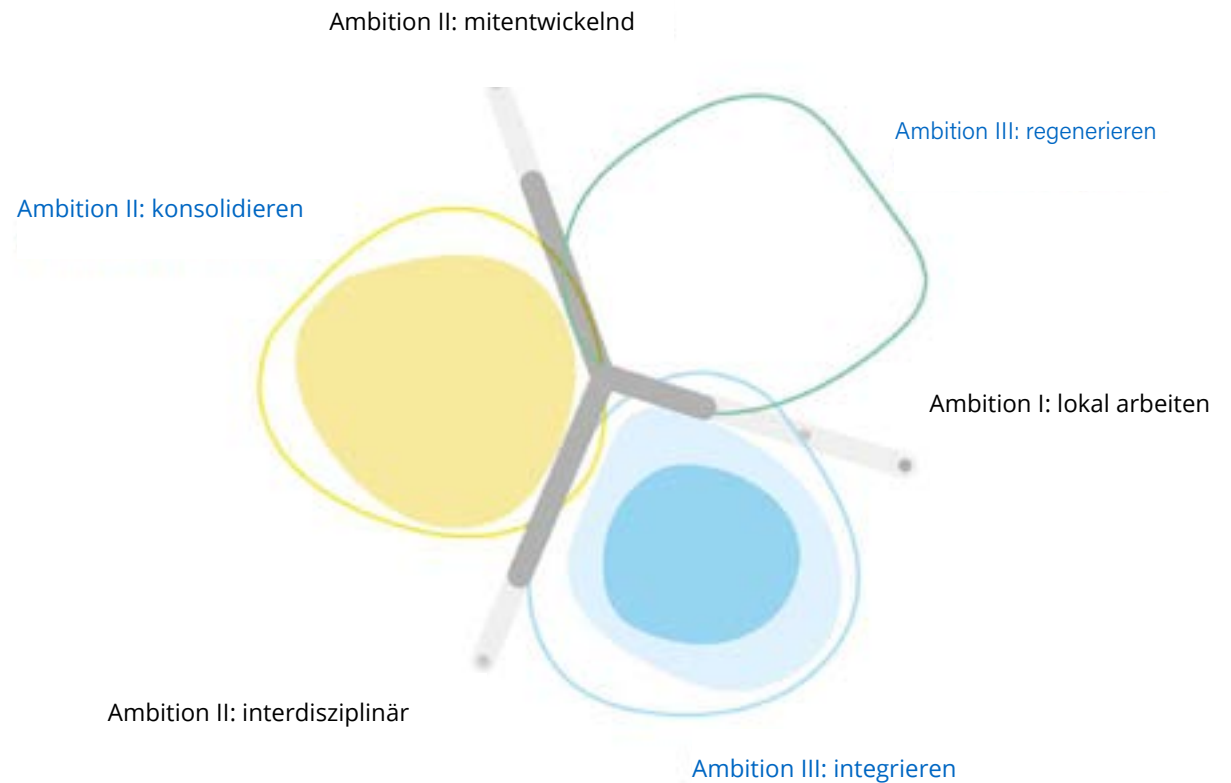 Ambition II: mitentwickelnd
Ambition III: regenerieren
Ambition II: konsolidieren
Ambition I: lokal arbeiten
Ambition II: interdisziplinär
Ambition III: integrieren